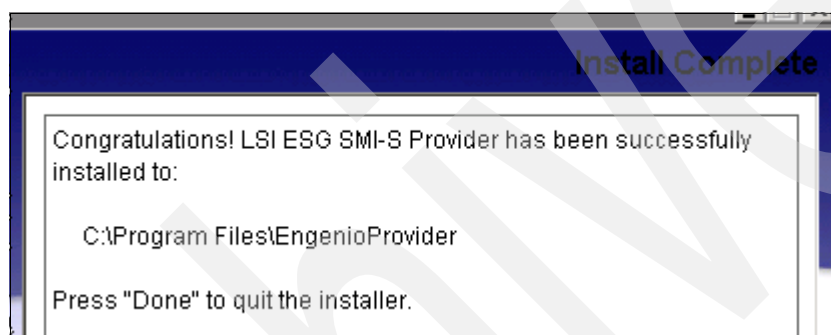 Install Complete
Congratulations! LSI ESG SMI-S Provider has been successfully
installed to:
C:\Program Files\EngenioProvider
Press "Done" to quit the installer.